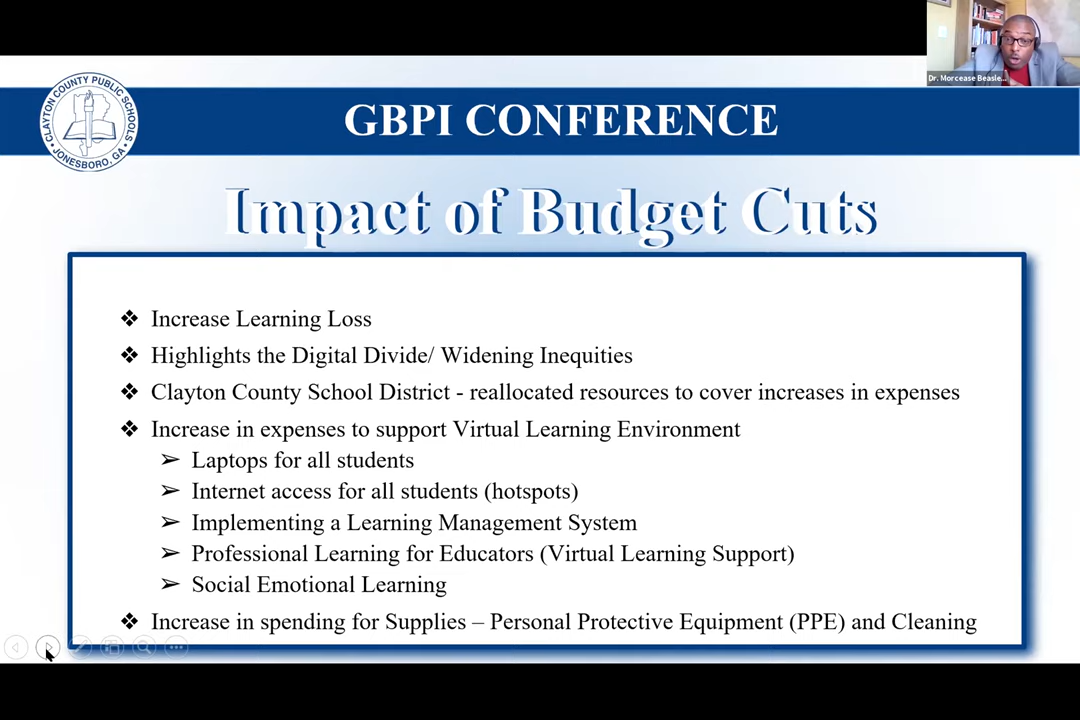 Dr. Morcease Beasle...
CLAYTON COUNTY PUBLIC SCHOOLS
JONESBORO, GA.
GBPI CONFERENCE
Impact of Budget Cuts
❖ Increase Learning Loss
❖ Highlights the Digital Divide/ Widening Inequities
❖ Clayton County School District - reallocated resources to cover increases in expenses
❖ Increase in expenses to support Virtual Learning Environment
➢ Laptops for all students
➢ Internet access for all students (hotspots)
➢ Implementing a Learning Management System
➢ Professional Learning for Educators (Virtual Learning Support)
➢ Social Emotional Learning
❖ Increase in spending for Supplies – Personal Protective Equipment (PPE) and Cleaning